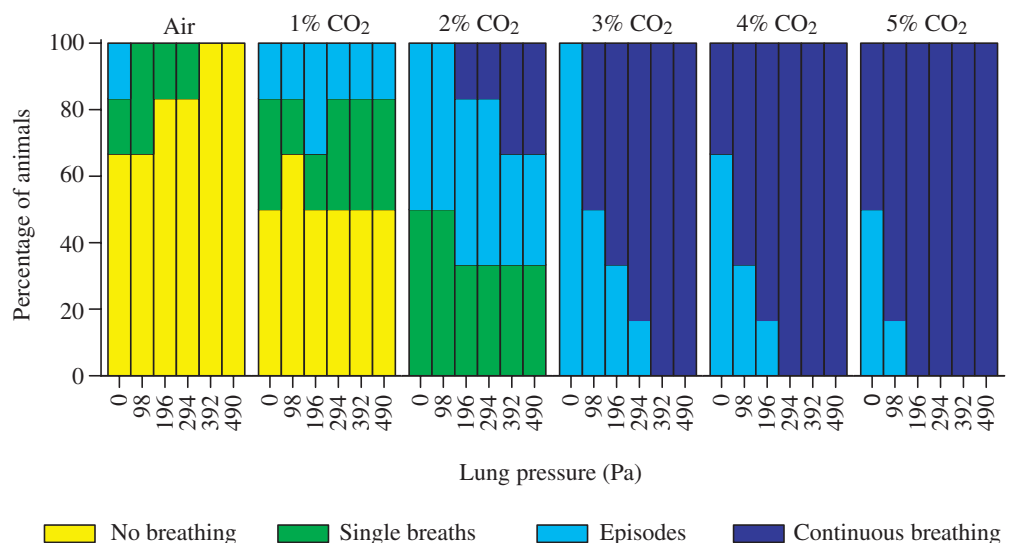 Air 1% CO₂ 2% CO₂ 3% CO₂ 4% CO₂ 5% CO₂
Percentage of animals
100
80
60
40
20
0
0 98 196 294 392 490 0 98 196 294 392 490 0 98 196 294 392 490 0 98 196 294 392 490 0 98 196 294 392 490 0 98 196 294 392 490
Lung pressure (Pa)
No breathing Single breaths Episodes Continuous breathing